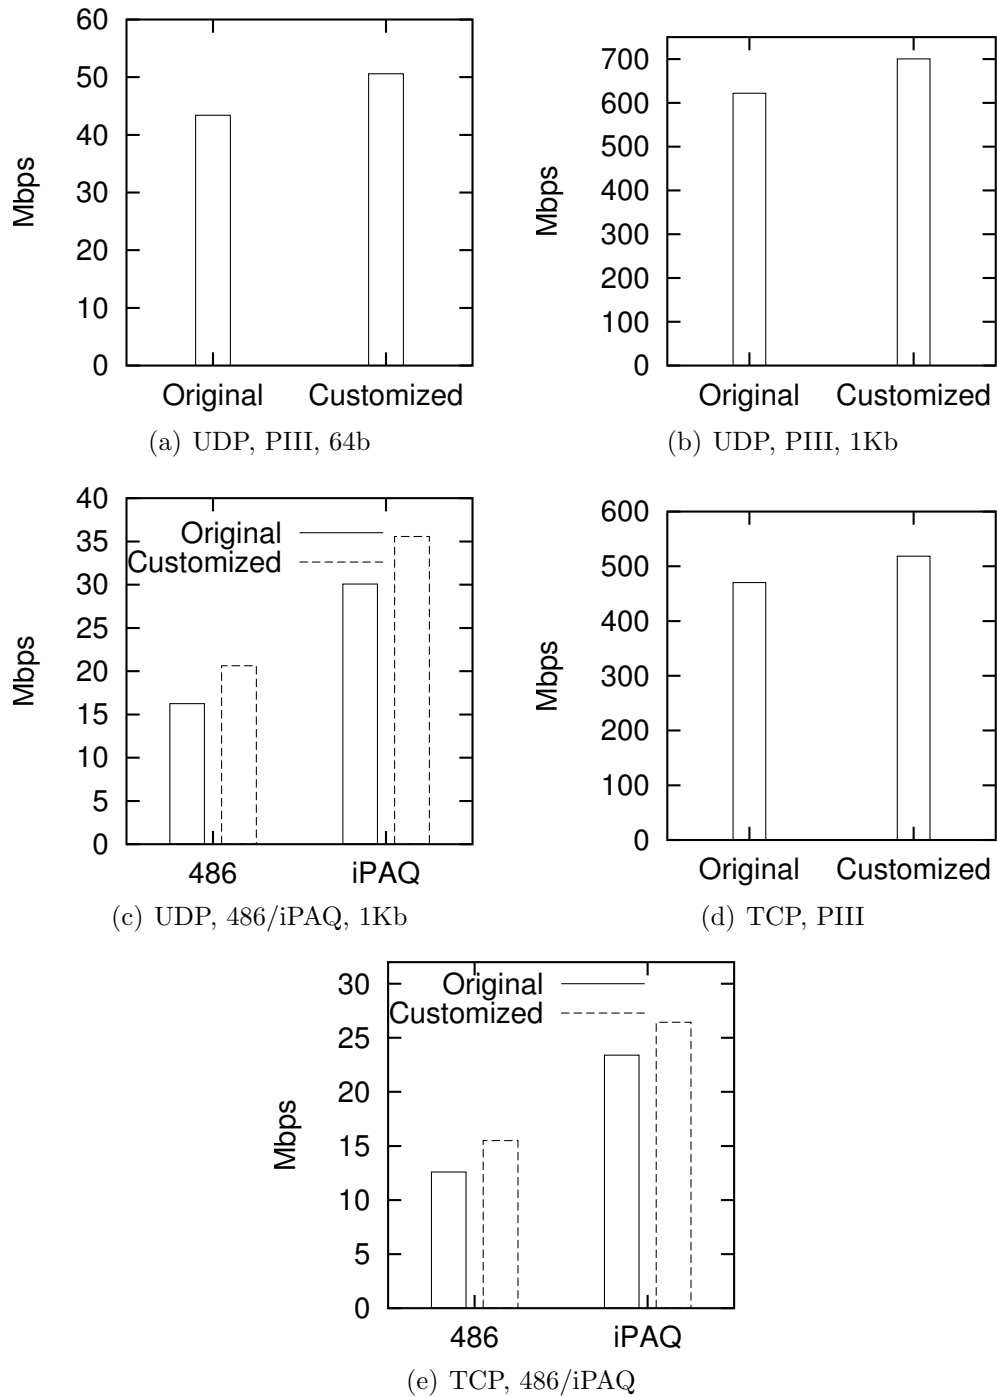 60
50
40
30
20
10
0
Mbps
Original Customized
(a) UDP, PIII, 64b
700
600
500
400
300
200
100
0
Mbps
Original Customized
(b) UDP, PIII, 1Kb
40
35
30
25
20
15
10
5
0
Mbps
Original
Customized
486 iPAQ
(c) UDP, 486/iPAQ, 1Kb
600
500
400
300
200
100
0
Mbps
Original Customized
(d) TCP, PIII
30
25
20
15
10
5
0
Mbps
Original
Customized
486 iPAQ
(e) TCP, 486/iPAQ